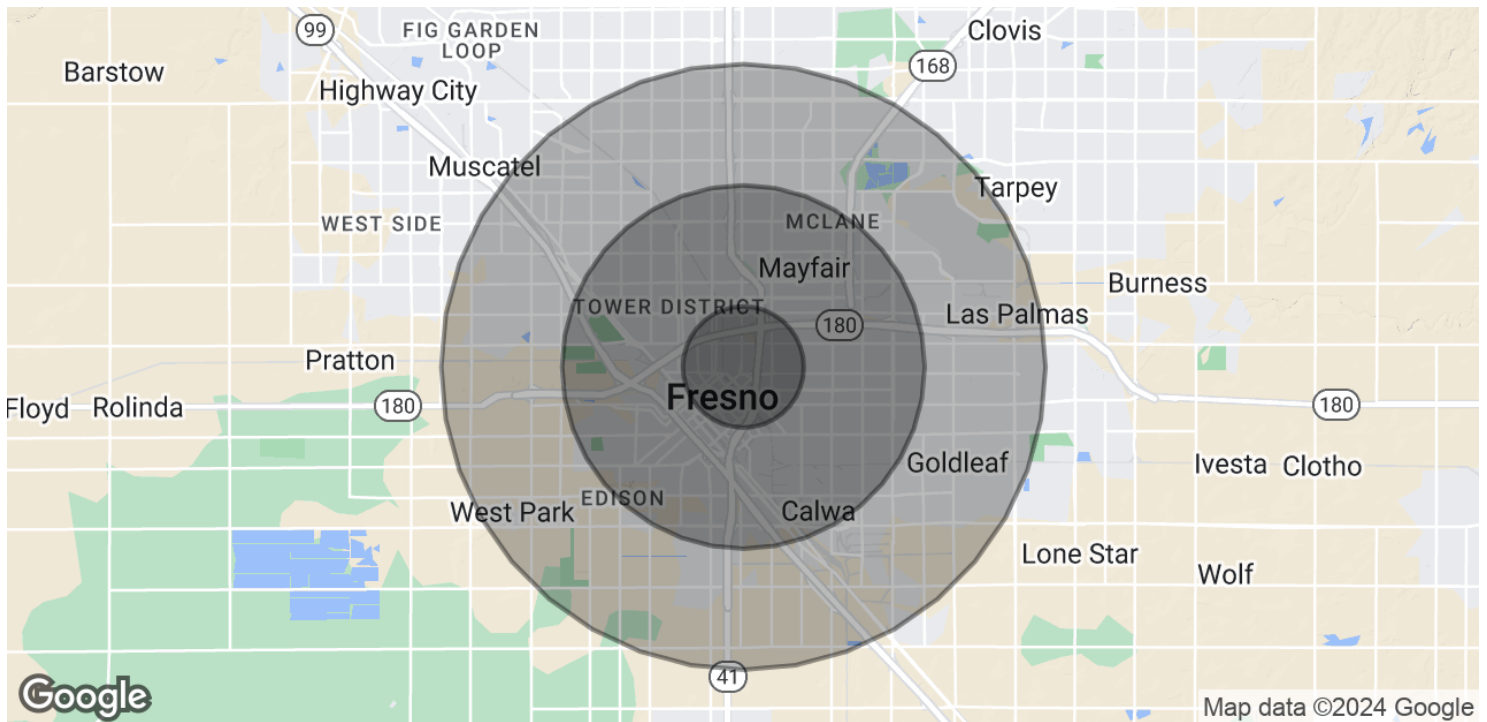 99
FIG GARDEN
LOOP
Clovis
168
Barstow
Highway City
Muscatel
Tarpey
WEST SIDE
MCLANE
Mayfair
Burness
TOWER DISTRICT
Las Palmas
180
Pratton
Fresno
Floyd
Rolinda
180
180
Goldleaf
Ivesta
Clotho
EDISON
West Park
Calwa
Lone Star
Wolf
41
Google
Map data ©2024 Google